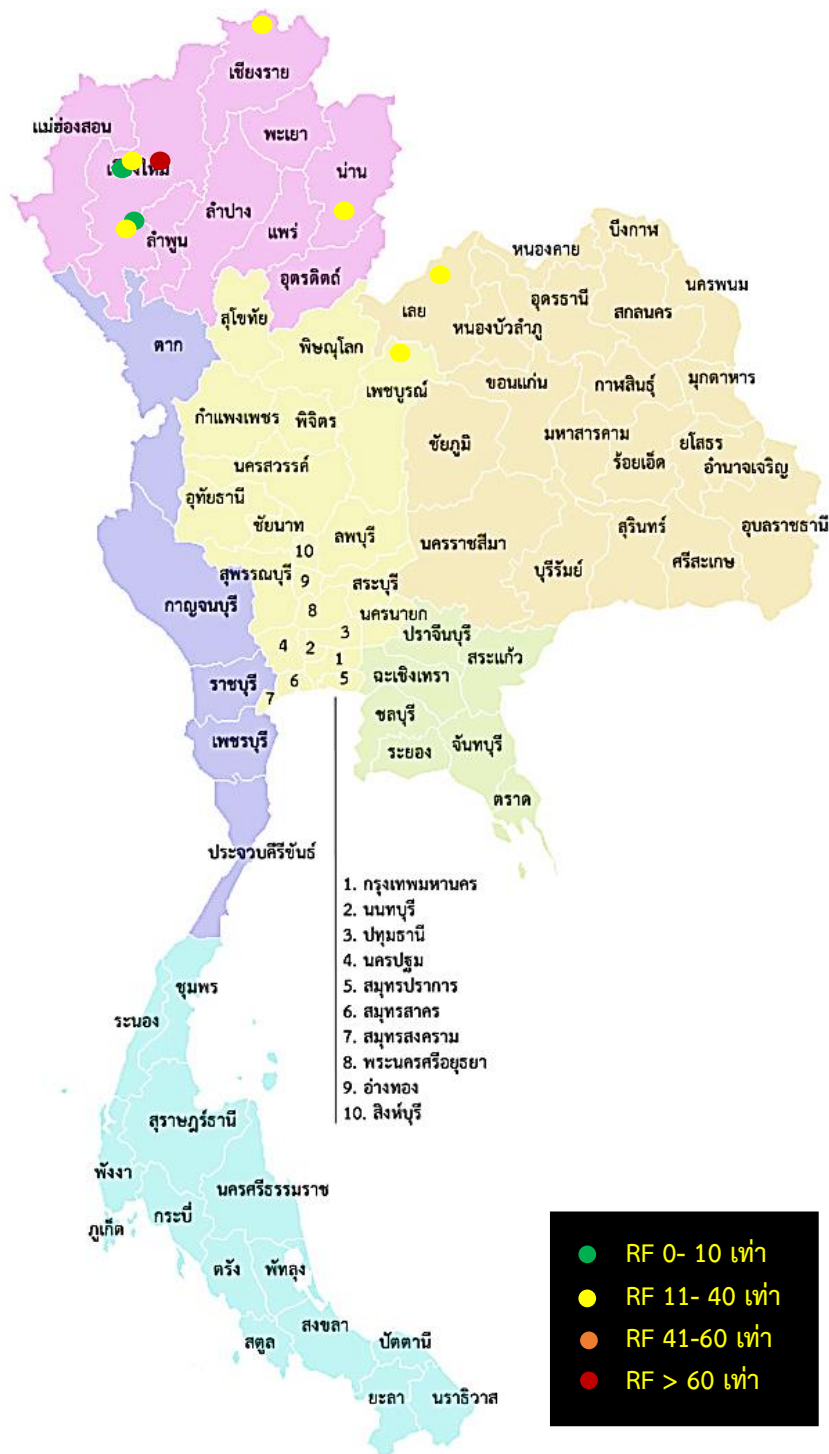 เชียงราย
แม่ฮ่องสอน
พะเยา
เชียงใหม่
น่าน
ลำปาง
ลำพูน
แพร่
บึงกาฬ
หนองคาย
อุตรดิตถ์
นครพนม
อุดรธานี
เลย
สกลนคร
สุโขทัย
หนองบัวลำภู
ตาก
พิษณุโลก
ขอนแก่น
กาฬสินธุ์
มุกดาหาร
เพชบูรณ์
กำแพงเพชร
พิจิตร
ชัยภูมิ
มหาสารคาม
ยโสธร
ร้อยเอ็ด
อำนาจเจริญ
นครสวรรค์
อุทัยธานี
ชัยนาท
ลพบุรี
นครราชสีมา
สุรินทร์
อุบลราชธานี
10
สุพรรณบุรี
9
สระบุรี
บุรีรัมย์
ศรีสะเกษ
กาญจนบุรี
8
นครนายก
3
ปราจีนบุรี
4
2
1
สระแก้ว
ราชบุรี
6
5
ฉะเชิงเทรา
7
ชลบุรี
เพชรบุรี
ระยอง
จันทบุรี
ตราด
ประจวบคีรีขันธ์
1. กรุงเทพมหานคร
2. นนทบุรี
3. ปทุมธานี
4. นครปฐม
5. สมุทรปราการ
6. สมุทรสาคร
7. สมุทรสงคราม
8. พระนครศรีอยุธยา
9. อ่างทอง
10. สิงห์บุรี
ชุมพร
ระนอง
สุราษฎร์ธานี
พังงา
นครศรีธรรมราช
กระบี่
ภูเก็ต
ตรัง
พัทลุง
สงขลา
สตูล
ปัตตานี
ยะลา
นราธิวาส
RF 0- 10 เท่า
RF 11- 40 เท่า
RF 41-60 เท่า
RF > 60 เท่า